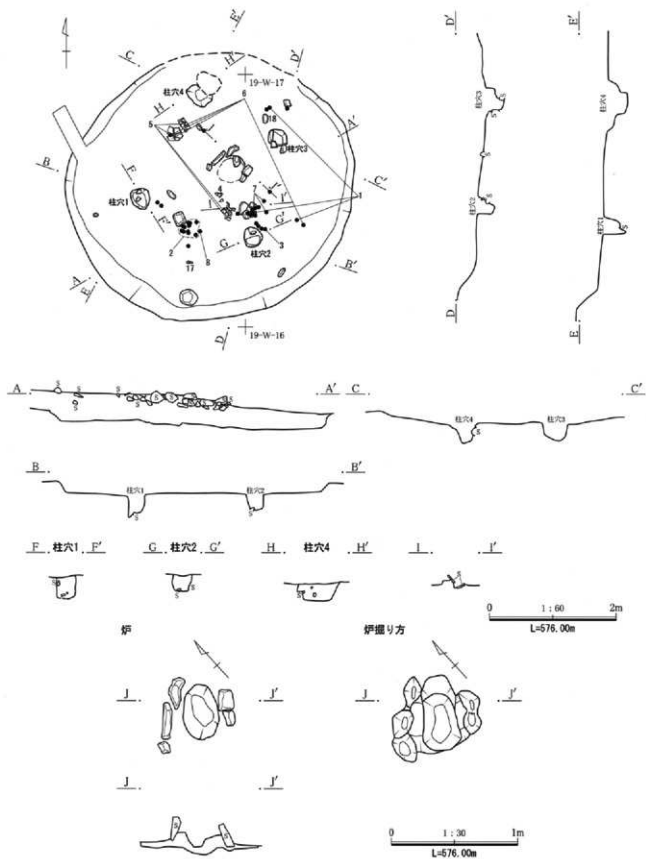 E′
D′
C
H′
19-W-17
柱穴4
6
H
A′
5
18
J
柱穴3
B
C′
F
4
7
J′
I
I′
1
柱穴1
G′
F′
2
8
G
3
柱穴2
17
B′
A
E
D
19-W-16
D′
E′
柱穴3
S
S
柱穴4
S
柱穴2
S
柱穴1
S
D
E
A
S
S
S
S
S
S
S
A′
C
柱穴4
S
柱穴3
C′
B
柱穴1
S
柱穴2
S
B′
F 柱穴1 F′
S
G 柱穴2 G′
S
S
H 柱穴4 H′
S
I I′
S
0 1:60 2m
L=576.00m
炉
炉掘り方
J J′
J J′
J J′
S
S
0 1:30 1m
L=576.00m